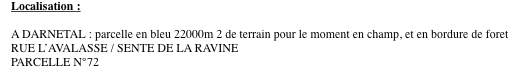 Localisation :
A DARNETAL : parcelle en bleu 22000m 2 de terrain pour le moment en champ, et en bordure de foret
RUE L'AVALASSE / SENTE DE LA RAVINE
PARCELLE N°72